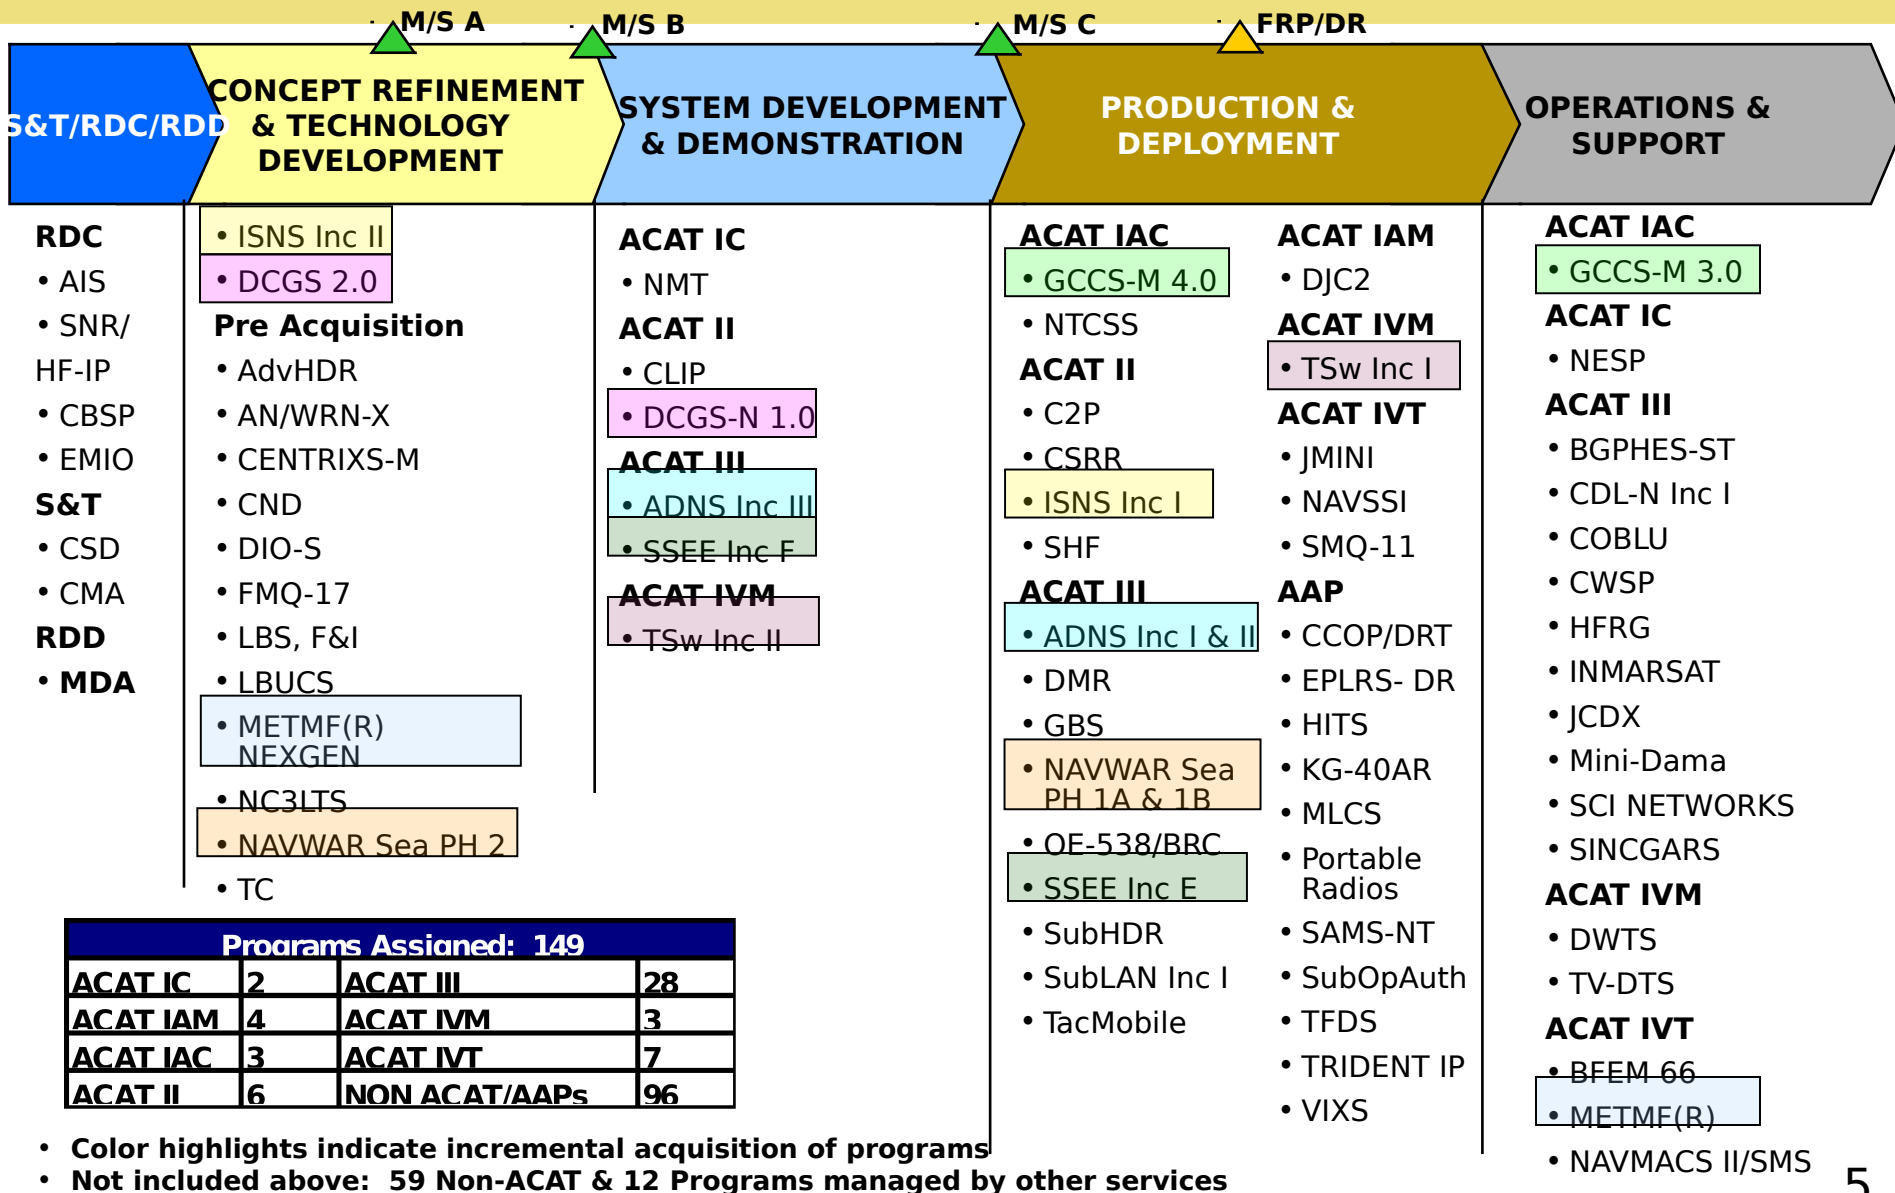 M/S A
M/S B
M/S C
FRP/DR
S&T/RDC/RDD
CONCEPT REFINEMENT
& TECHNOLOGY
DEVELOPMENT
SYSTEM DEVELOPMENT
& DEMONSTRATION
PRODUCTION &
DEPLOYMENT
OPERATIONS &
SUPPORT
RDC
• AIS
• SNR/
HF-IP
• CBSP
• EMIO
S&T
• CSD
• CMA
RDD
• MDA
• ISNS Inc II
• DCGS 2.0
Pre Acquisition
• AdvHDR
• AN/WRN-X
• CENTRIXS-M
• CND
• DIO-S
• FMQ-17
• LBS, F&I
• LBUCS
• METMF(R)
NEXGEN
• NC3LTS
• NAVWAR Sea PH 2
• TC
ACAT IC
• NMT
ACAT II
• CLIP
• DCGS-N 1.0
ACAT III
• ADNS Inc III
• SSEE Inc F
ACAT IVM
• TSw Inc II
ACAT IAC
• GCCS-M 4.0
• NTCSS
ACAT II
• C2P
• CSRR
• ISNS Inc I
• SHF
ACAT III
• ADNS Inc I & II
• DMR
• GBS
• NAVWAR Sea
PH 1A & 1B
• OE-538/BRC
• SSEE Inc E
• SubHDR
• SubLAN Inc I
• TacMobile
ACAT IAM
• DJC2
ACAT IVM
• TSw Inc I
ACAT IVT
• JMINI
• NAVSSI
• SMQ-11
AAP
• CCOP/DRT
• EPLRS- DR
• HITS
• KG-40AR
• MLCS
• Portable
Radios
• SAMS-NT
• SubOpAuth
• TFDS
• TRIDENT IP
• VIXS
ACAT IAC
• GCCS-M 3.0
ACAT IC
• NESP
ACAT III
• BGPHES-ST
• CDL-N Inc I
• COBLU
• CWSP
• HFRG
• INMARSAT
• JCDX
• Mini-Dama
• SCI NETWORKS
• SINCGARS
ACAT IVM
• DWTS
• TV-DTS
ACAT IVT
• BFEM 66
• METMF(R)
• NAVMACS II/SMS
Programs Assigned: 149
ACAT IC 2 ACAT III 28
ACAT IAM 4 ACAT IVM 3
ACAT IAC 3 ACAT IVT 7
ACAT II 6 NON ACAT/AAPs 96
• Color highlights indicate incremental acquisition of programs
• Not included above: 59 Non-ACAT & 12 Programs managed by other services
5